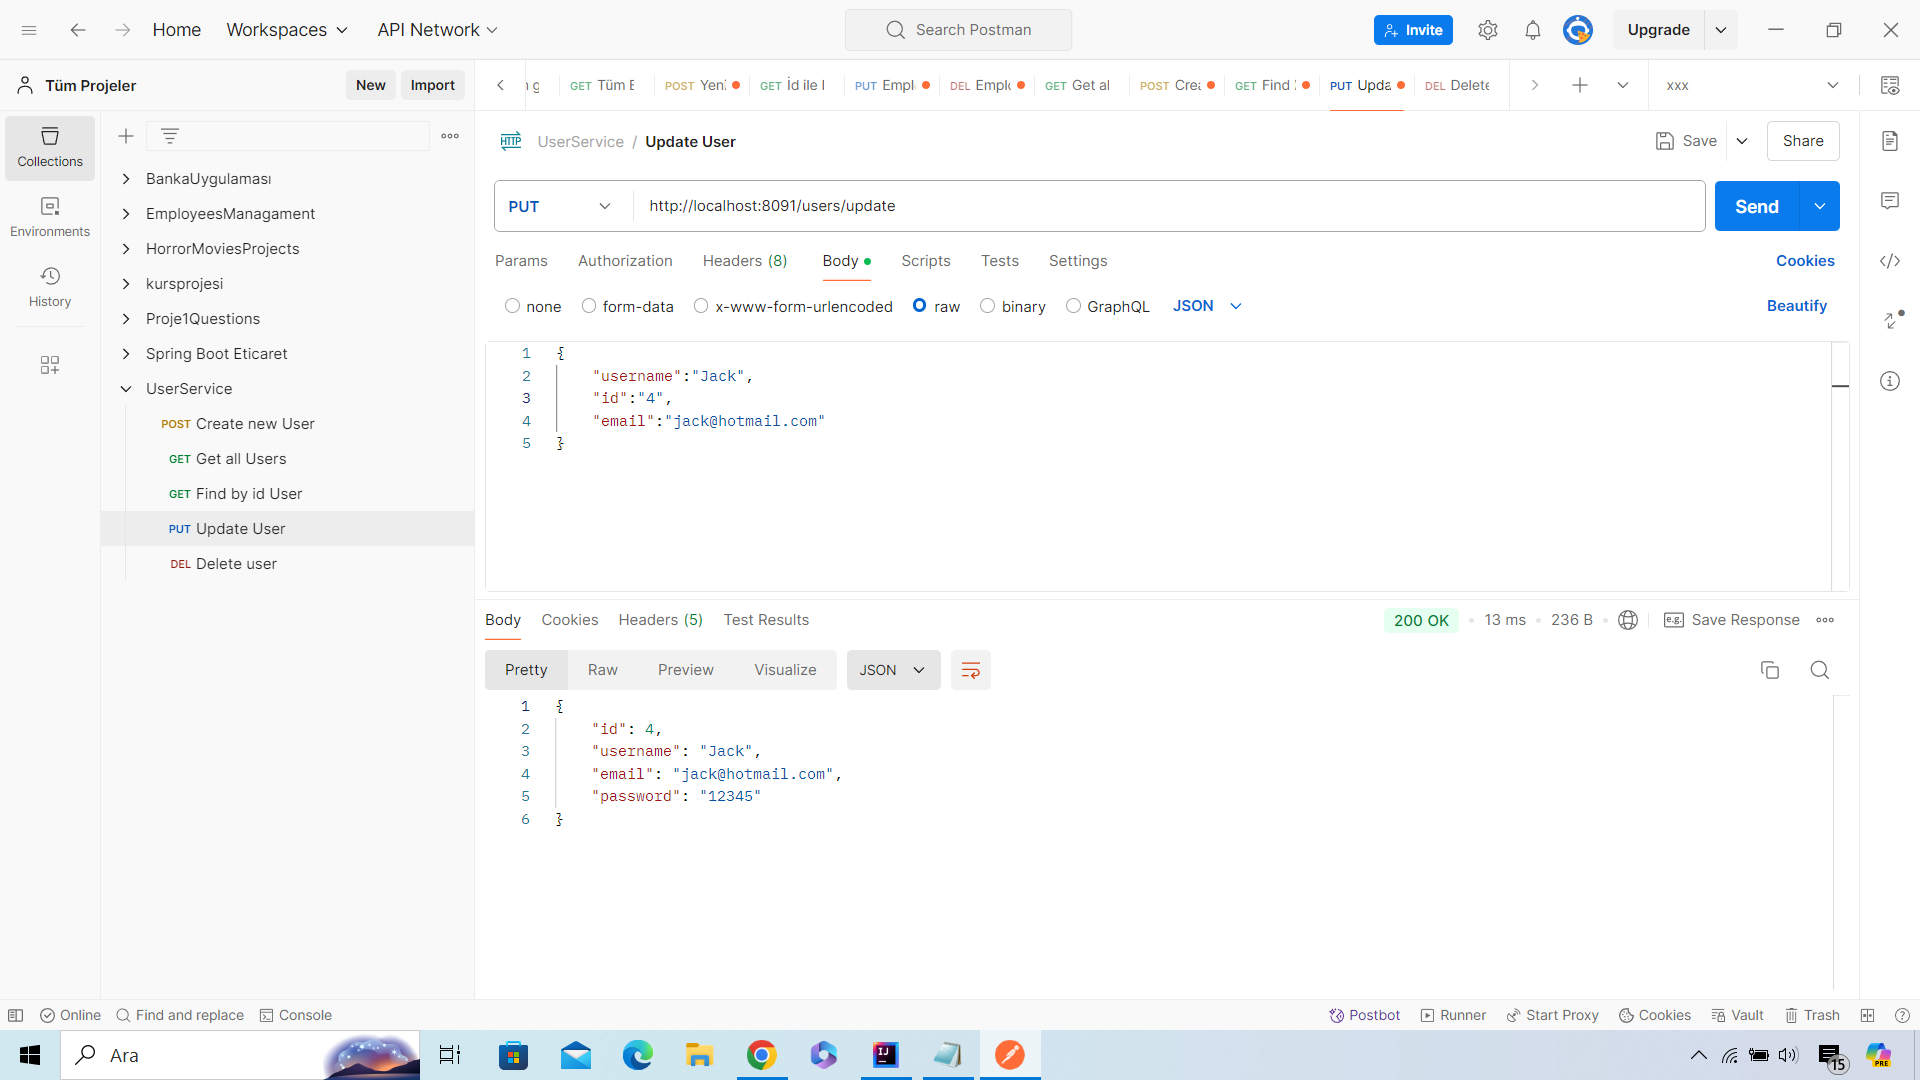 Home
Workspaces
API Network
Search Postman
Invite
Upgrade
Tüm Projeler
New
Import
GET Tüm E
POST Yeni
GET İd ile
PUT Empl
DEL Emplo
GET Get al
POST Crea
GET Find
PUT Upda
DEL Delete
xxx
Collections
Environments
History
BankaUygulaması
EmployeesManagament
HorrorMoviesProjects
kursprojesi
Proje1Questions
Spring Boot Eticaret
UserService
POST Create new User
GET Get all Users
GET Find by id User
PUT Update User
DEL Delete user
HTTP UserService / Update User
Save
Share
PUT
http://localhost:8091/users/update
Send
Params
Authorization
Headers (8)
Body
Scripts
Tests
Settings
Cookies
none
form-data
x-www-form-urlencoded
raw
binary
GraphQL
JSON
Beautify
1 {
2 "username":"Jack",
3 "id":"4",
4 "email":"jack@hotmail.com"
5 }
Body
Cookies
Headers (5)
Test Results
200 OK
13 ms
236 B
e.g. Save Response
Pretty
Raw
Preview
Visualize
JSON
1 {
2 "id": 4,
3 "username": "Jack",
4 "email": "jack@hotmail.com",
5 "password": "12345"
6 }
Online
Find and replace
Console
Postbot
Runner
Start Proxy
Cookies
Vault
Trash
Ara
IJ
15
PRE